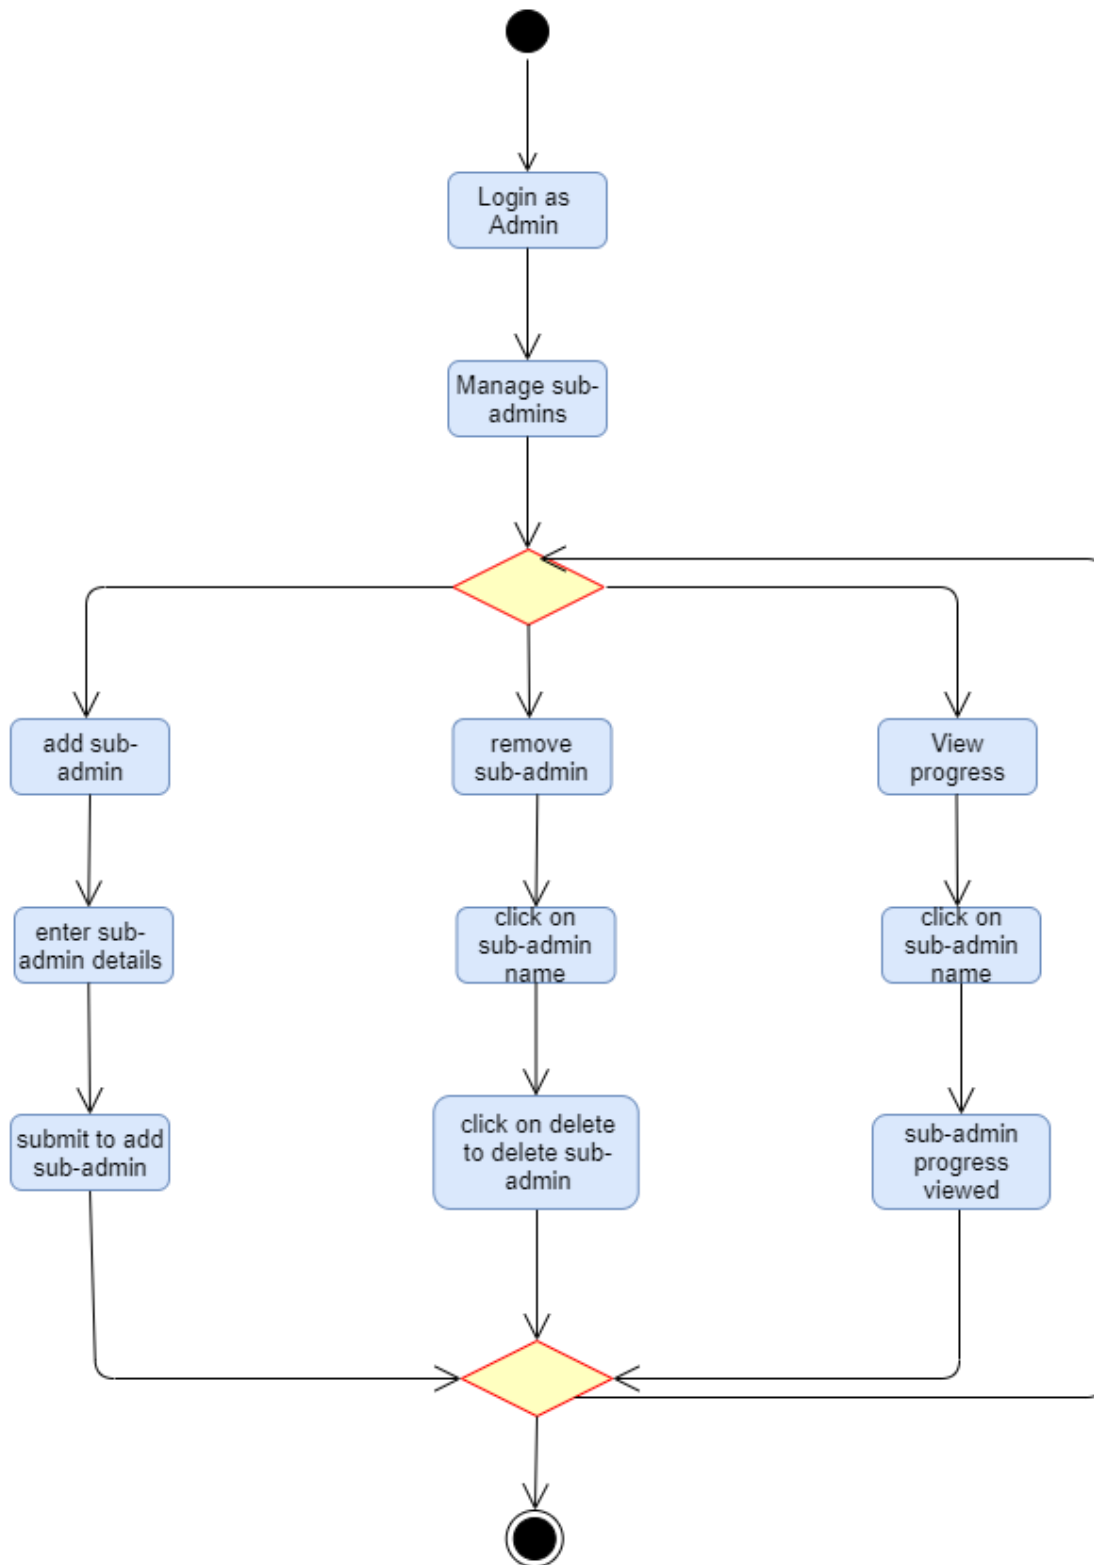 Login as
Admin
Manage sub-
admins
add sub-
admin
remove
sub-admin
View
progress
enter sub-
admin details
click on
sub-admin
name
click on
sub-admin
name
submit to add
sub-admin
click on delete
to delete sub-
admin
sub-admin
progress
viewed